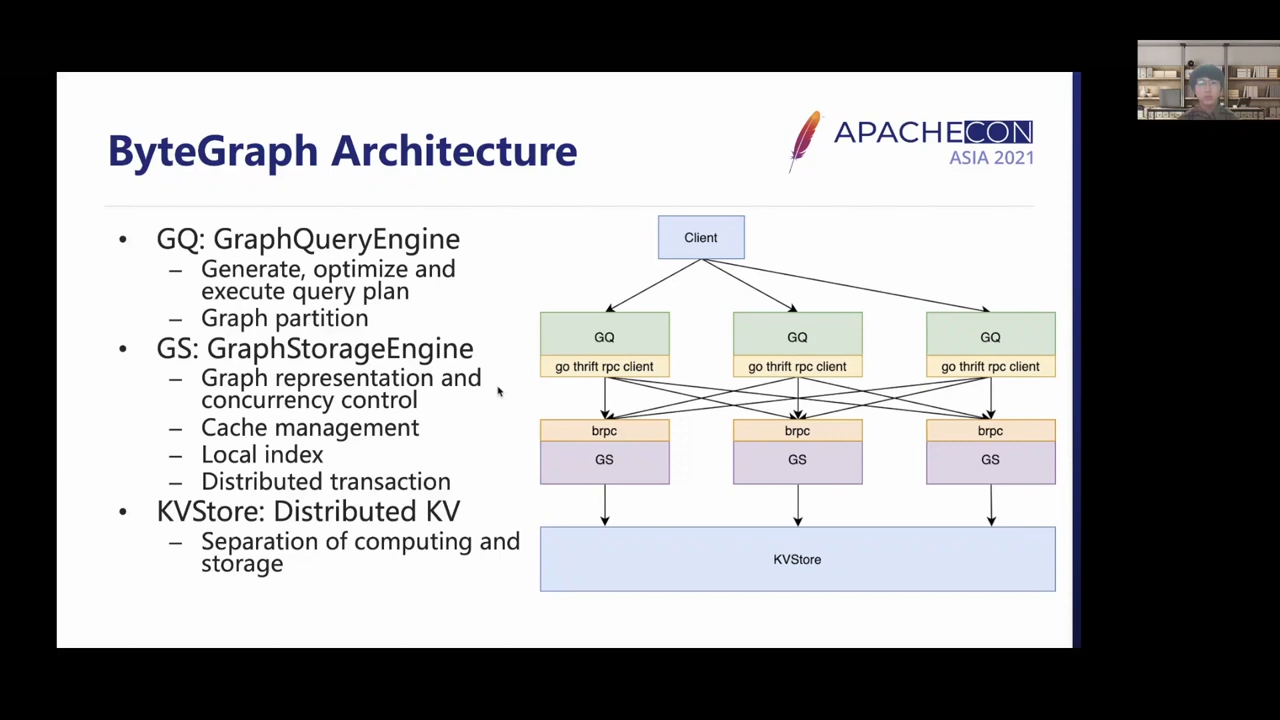 ByteGraph Architecture
APACHECON
ASIA 2021
• GQ: GraphQueryEngine
– Generate, optimize and
execute query plan
– Graph partition
• GS: GraphStorageEngine
– Graph representation and
concurrency control
– Cache management
– Local index
– Distributed transaction
• KVStore: Distributed KV
– Separation of computing and
storage
Client
GQ
GQ
GQ
go thrift rpc client
go thrift rpc client
go thrift rpc client
brpc
brpc
brpc
GS
GS
GS
KVStore